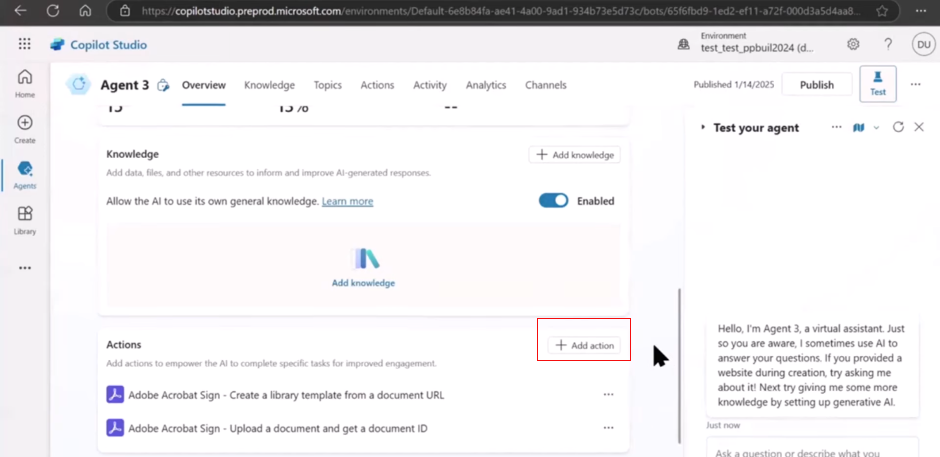 https://copilotstudio.preprod.microsoft.com/environments/Default-6e8b84fa-ae41-4a00-9ad1-934b73e5d73c/bots/65f6fbd9-1ed2-ef11-a72f-000d3a5d4aa8...
Copilot Studio
Environment
test_test_ppbuil2024 (d...
DU
Home
Create
Agents
Library
Agent 3
Overview
Knowledge
Topics
Actions
Activity
Analytics
Channels
Published 1/14/2025
Publish
Test
Knowledge
Add knowledge
Add data, files, and other resources to inform and improve AI-generated responses.
Allow the AI to use its own general knowledge. Learn more
Enabled
Add knowledge
Actions
Add action
Add actions to empower the AI to complete specific tasks for improved engagement.
Adobe Acrobat Sign - Create a library template from a document URL
Adobe Acrobat Sign - Upload a document and get a document ID
Test your agent
Hello, I'm Agent 3, a virtual assistant. Just
so you are aware, I sometimes use AI to
answer your questions. If you provided a
website during creation, try asking me
about it! Next try giving me some more
knowledge by setting up generative AI.
Just now
Ask a question or describe what you